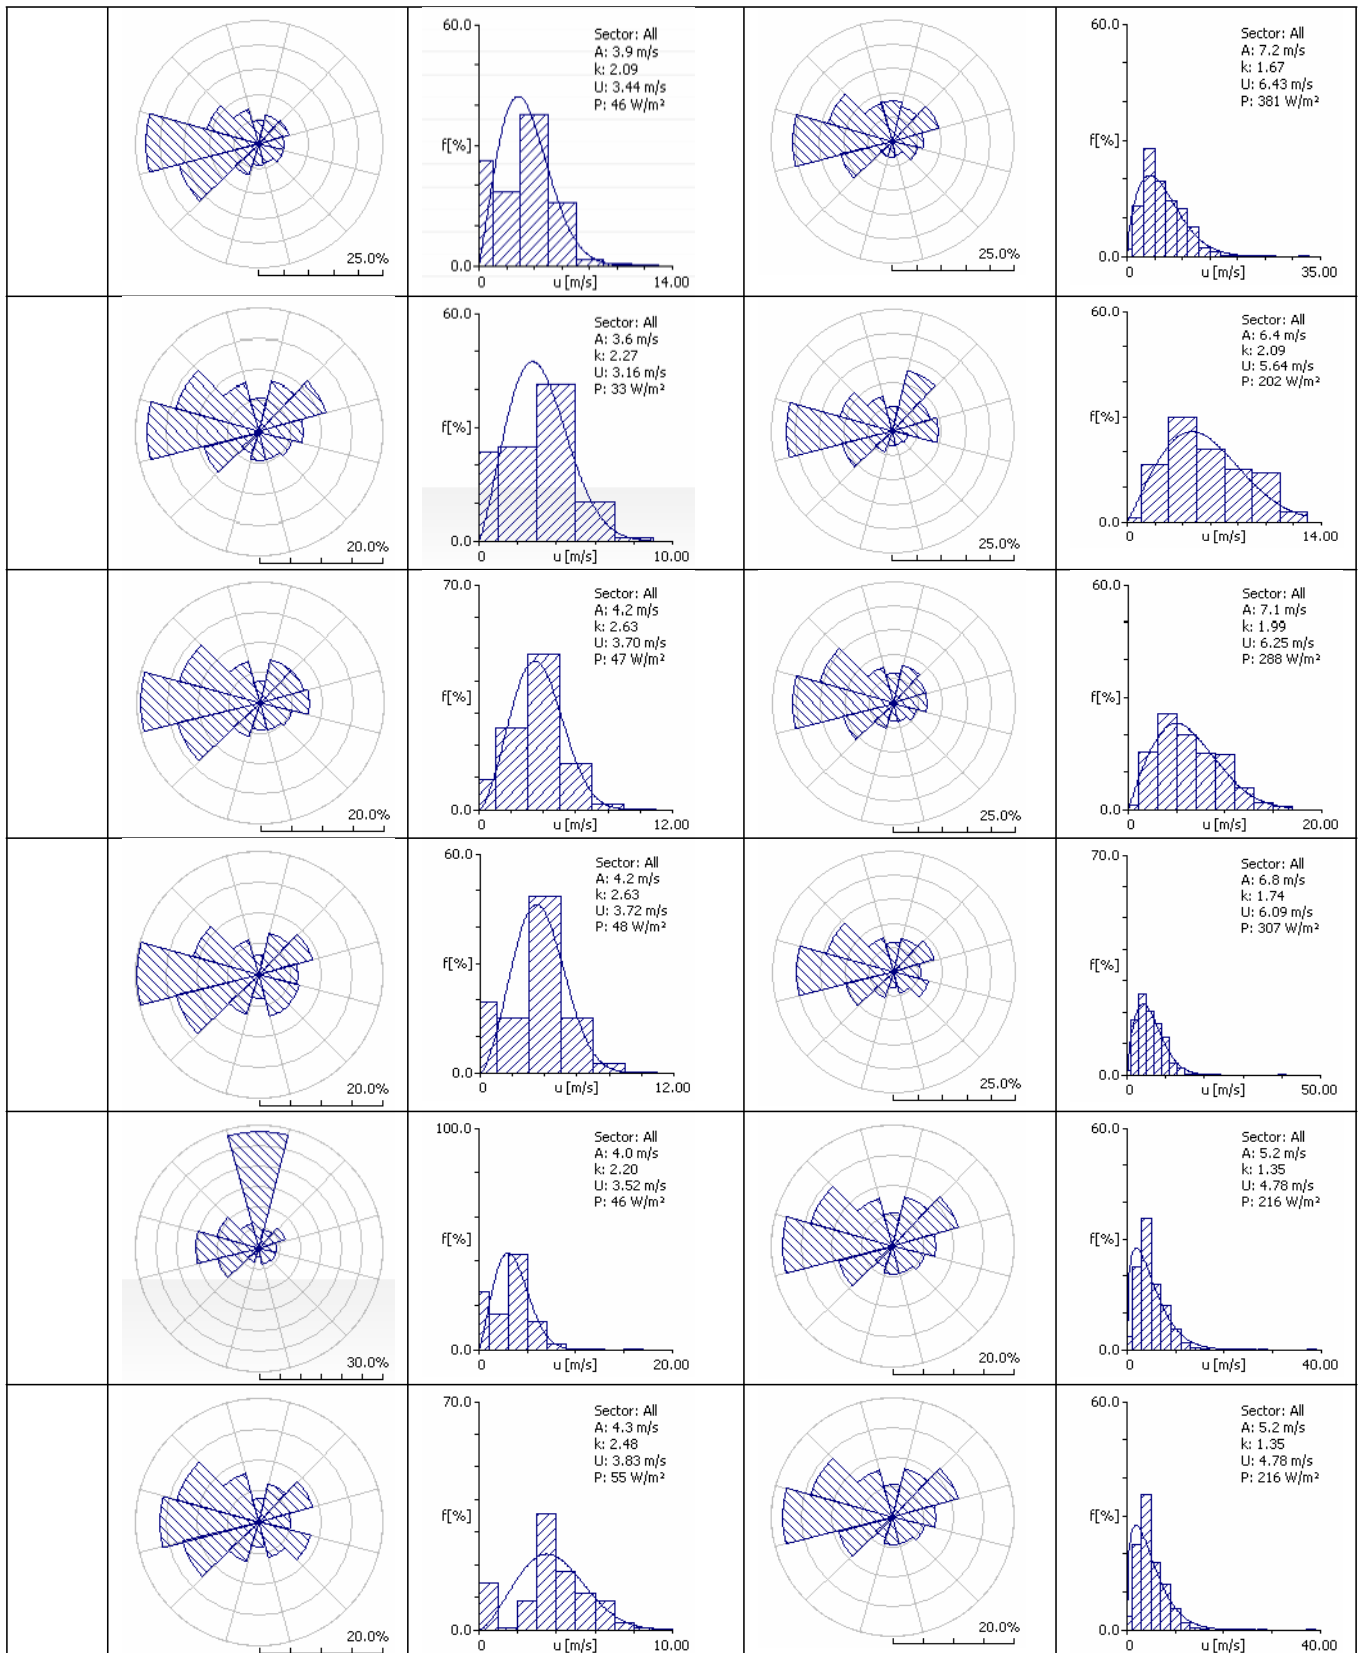 25.0%
60.0
Sector: All
A: 3.9 m/s
k: 2.09
U: 3.44 m/s
P: 46 W/m²
f[%]
0.0
0 u [m/s] 14.00
25.0%
60.0
Sector: All
A: 7.2 m/s
k: 1.67
U: 6.43 m/s
P: 381 W/m²
f[%]
0.0
0 u [m/s] 35.00
20.0%
60.0
Sector: All
A: 3.6 m/s
k: 2.27
U: 3.16 m/s
P: 33 W/m²
f[%]
0.0
0 u [m/s] 10.00
25.0%
60.0
Sector: All
A: 6.4 m/s
k: 2.09
U: 5.64 m/s
P: 202 W/m²
f[%]
0.0
0 u [m/s] 14.00
20.0%
70.0
Sector: All
A: 4.2 m/s
k: 2.63
U: 3.70 m/s
P: 47 W/m²
f[%]
0.0
0 u [m/s] 12.00
25.0%
60.0
Sector: All
A: 7.1 m/s
k: 1.99
U: 6.25 m/s
P: 288 W/m²
f[%]
0.0
0 u [m/s] 20.00
20.0%
60.0
Sector: All
A: 4.2 m/s
k: 2.63
U: 3.72 m/s
P: 48 W/m²
f[%]
0.0
0 u [m/s] 12.00
25.0%
70.0
Sector: All
A: 6.8 m/s
k: 1.74
U: 6.09 m/s
P: 307 W/m²
f[%]
0.0
0 u [m/s] 50.00
30.0%
100.0
Sector: All
A: 4.0 m/s
k: 2.20
U: 3.52 m/s
P: 46 W/m²
f[%]
0.0
0 u [m/s] 20.00
20.0%
60.0
Sector: All
A: 5.2 m/s
k: 1.35
U: 4.78 m/s
P: 216 W/m²
f[%]
0.0
0 u [m/s] 40.00
20.0%
70.0
Sector: All
A: 4.3 m/s
k: 2.48
U: 3.83 m/s
P: 55 W/m²
f[%]
0.0
0 u [m/s] 10.00
20.0%
60.0
Sector: All
A: 5.2 m/s
k: 1.35
U: 4.78 m/s
P: 216 W/m²
f[%]
0.0
0 u [m/s] 40.00